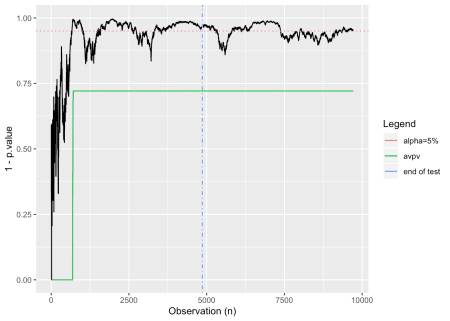 1.00
0.75
0.50
0.25
0.00
1 - p.value
0
2500
5000
7500
10000
Observation (n)
Legend
alpha=5%
avpv
end of test